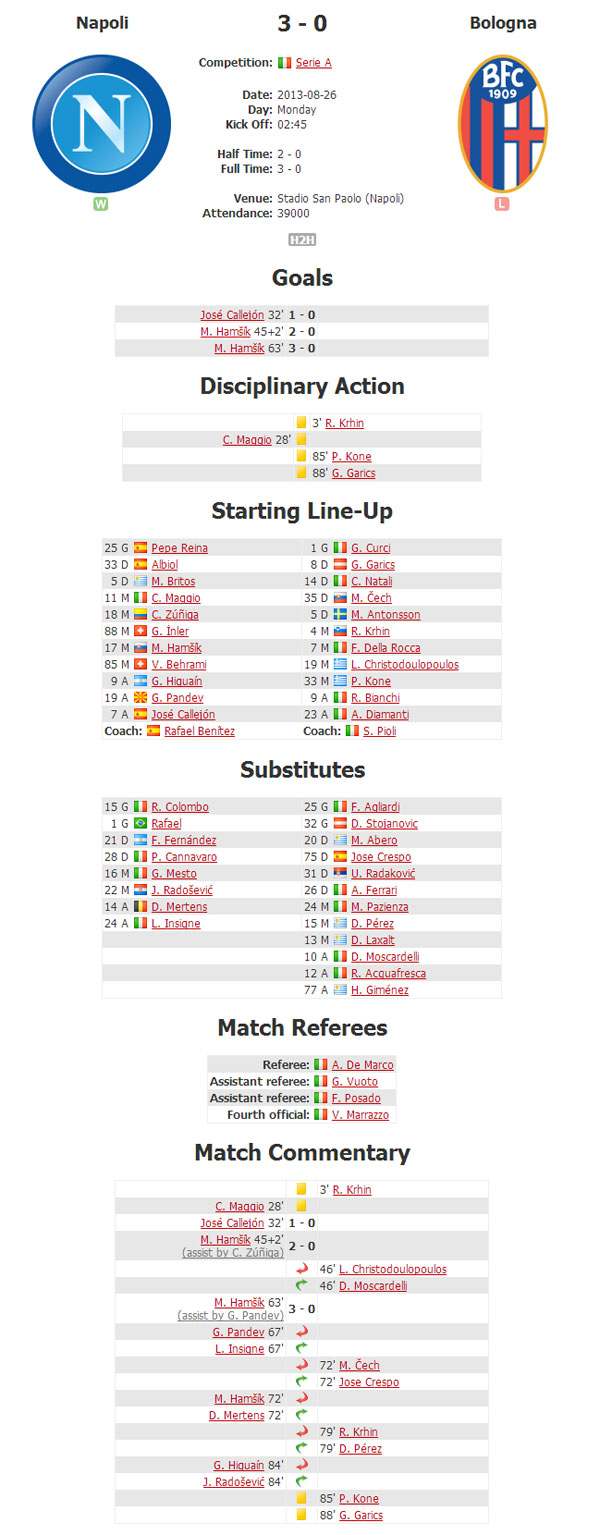 Napoli 3 - 0 Bologna
Competition: Serie A
BFC
1909
N
Date: 2013-08-26
Day: Monday
Kick Off: 02:45
Half Time: 2 - 0
Full Time: 3 - 0
Venue: Stadio San Paolo (Napoli)
Attendance: 39000
W
L
H2H
Goals
José Callejón 32' 1 - 0
M. Hamšík 45+2' 2 - 0
M. Hamšík 63' 3 - 0
Disciplinary Action
3' R. Krhin
C. Maggio 28'
85' P. Kone
88' G. Garics
Starting Line-Up
25 G Pepe Reina 1 G G. Curci
33 D Albiol 8 D G. Garics
5 D M. Britos 14 D C. Natali
11 M C. Maggio 35 D M. Čech
18 M C. Zúñiga 5 D M. Antonsson
88 M G. İnler 4 M R. Krhin
17 M M. Hamšík 7 M F. Della Rocca
85 M V. Behrami 19 M L. Christodoulopoulos
9 A G. Higuaín 33 M P. Kone
19 A G. Pandev 9 A R. Bianchi
7 A José Callejón 23 A A. Diamanti
Coach: Rafael Benítez Coach: S. Pioli
Substitutes
15 G R. Colombo 25 G F. Agliardi
1 G Rafael 32 G D. Stojanovic
21 D F. Fernández 20 D M. Abero
28 D P. Cannavaro 75 D Jose Crespo
16 M G. Mesto 31 D U. Radaković
22 M J. Radošević 26 D A. Ferrari
14 A D. Mertens 24 M M. Pazienza
24 A L. Insigne 15 M D. Pérez
13 M D. Laxalt
10 A D. Moscardelli
12 A R. Acquafresca
77 A H. Giménez
Match Referees
Referee: A. De Marco
Assistant referee: G. Vuoto
Assistant referee: F. Posado
Fourth official: V. Marrazzo
Match Commentary
3' R. Krhin
C. Maggio 28'
José Callejón 32' 1 - 0
M. Hamšík 45+2' 2 - 0
(assist by C. Zúñiga)
46' L. Christodoulopoulos
46' D. Moscardelli
M. Hamšík 63' 3 - 0
(assist by G. Pandev)
G. Pandev 67'
L. Insigne 67'
72' M. Čech
72' Jose Crespo
M. Hamšík 72'
D. Mertens 72'
79' R. Krhin
79' D. Pérez
G. Higuaín 84'
J. Radošević 84'
85' P. Kone
88' G. Garics